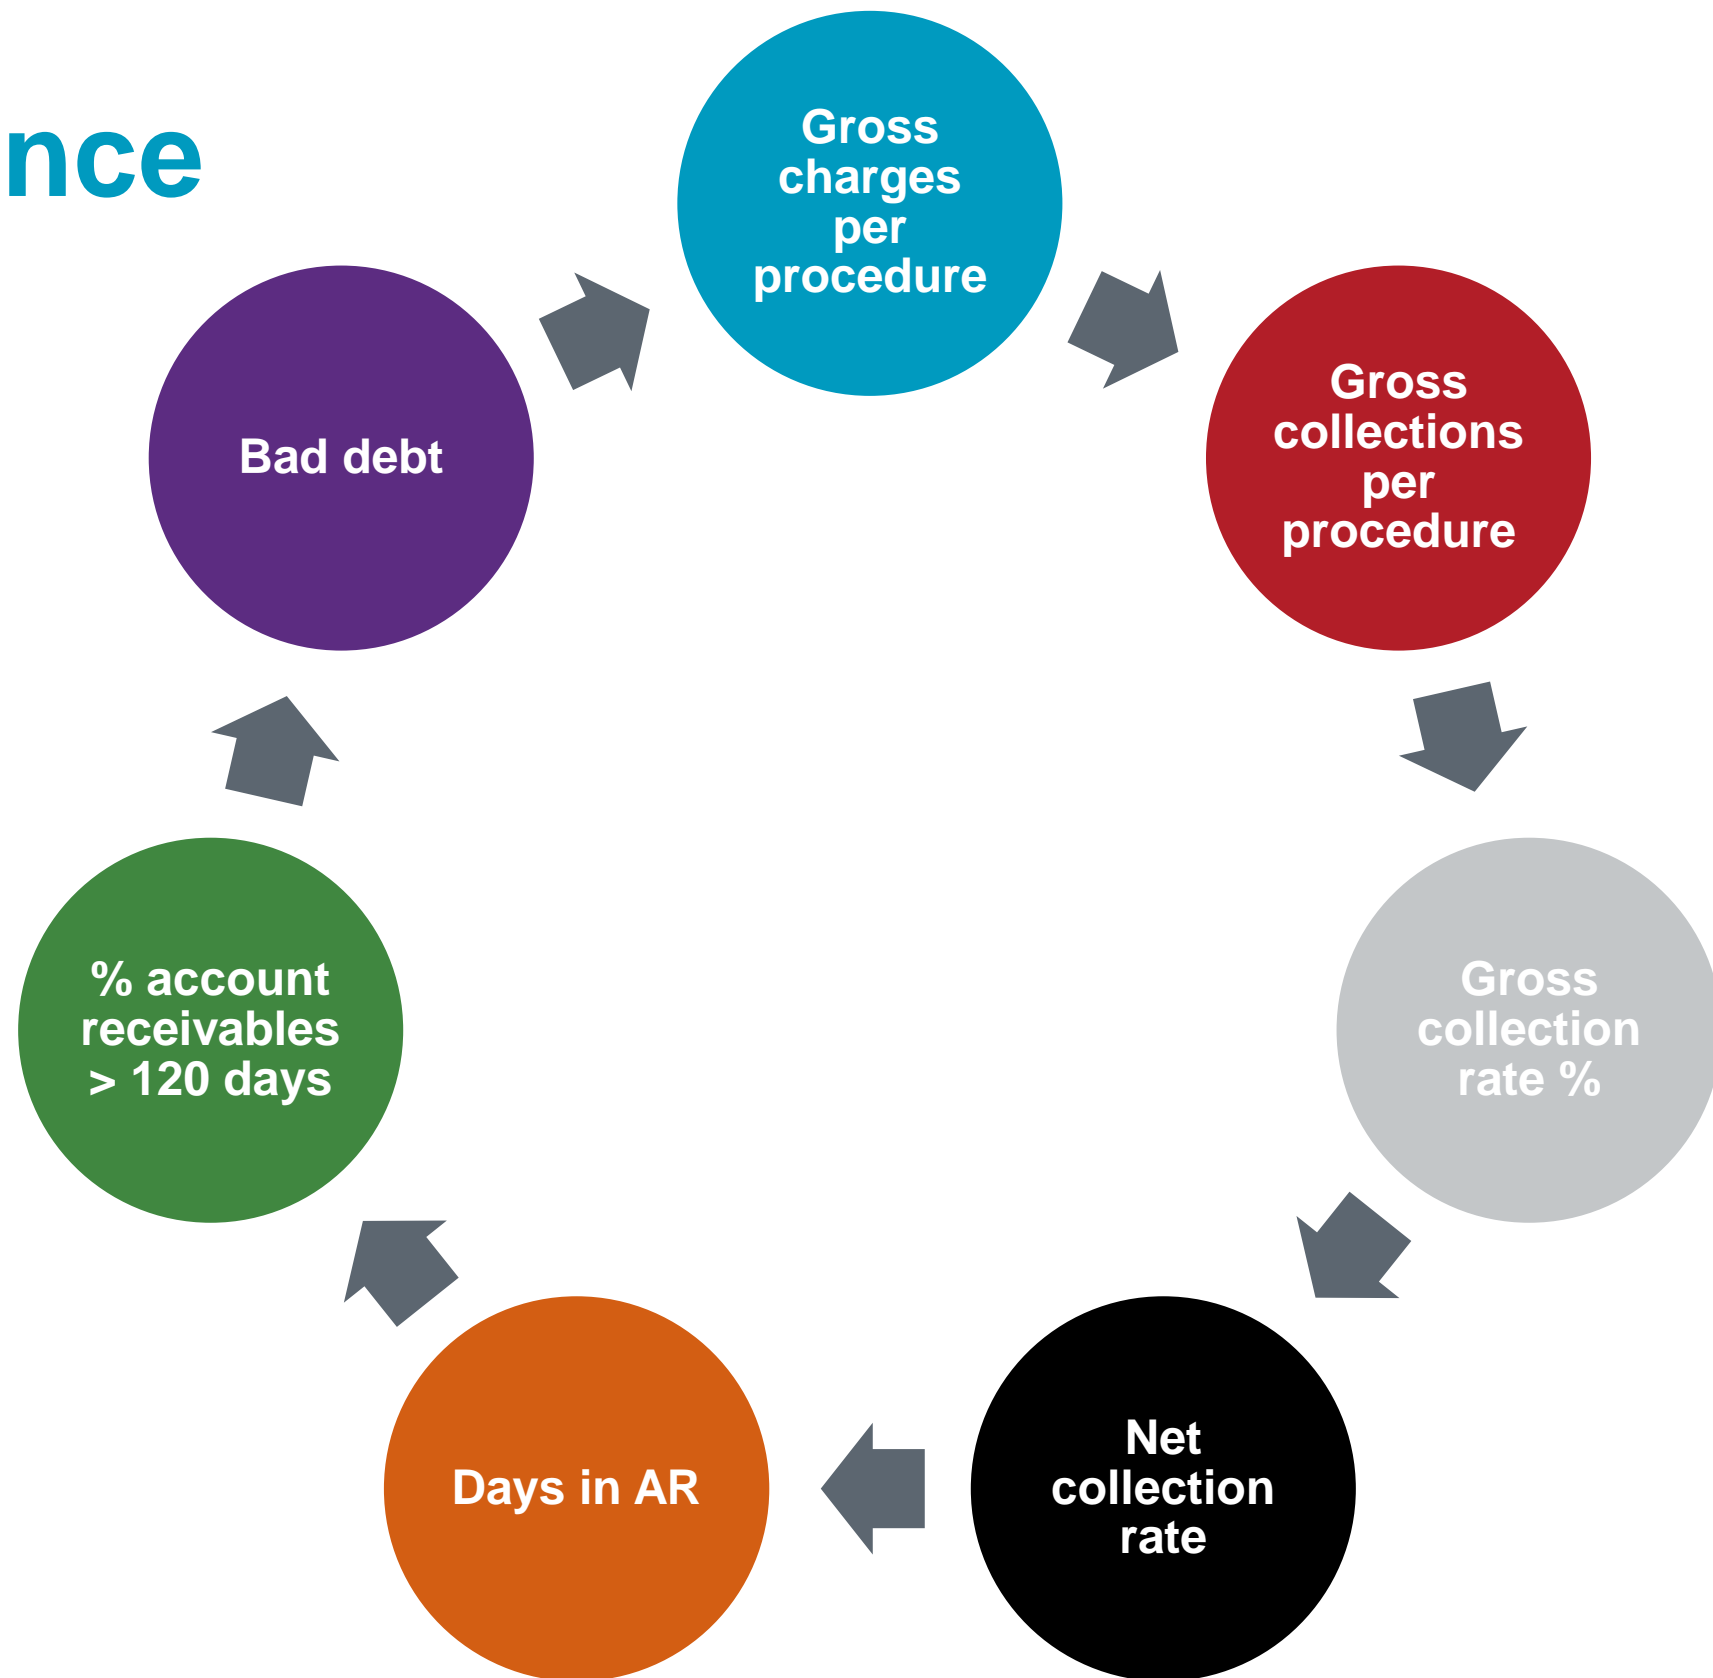 nce
Gross
charges
per
procedure
Gross
collections
per
procedure
Gross
collection
rate %
Net
collection
rate
Days in AR
% account
receivables
> 120 days
Bad debt